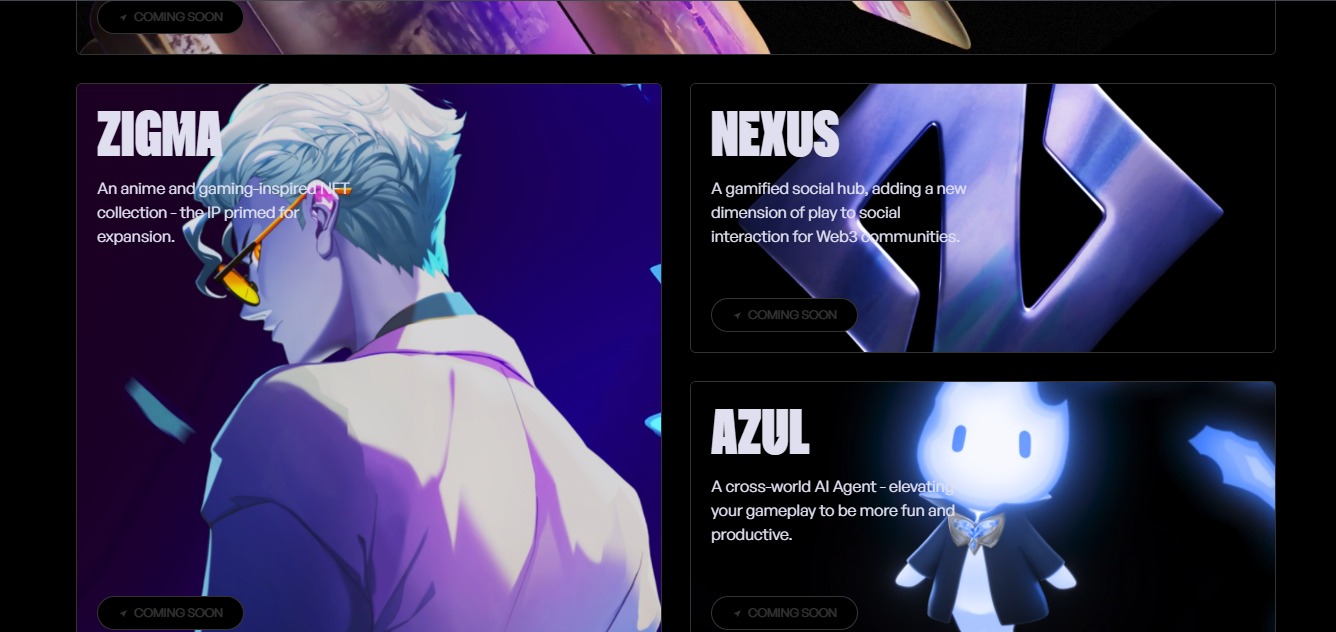 COMING SOON
ZIGMA
An anime and gaming-inspired NFT
collection - the IP primed for
expansion.
COMING SOON
NEXUS
A gamified social hub, adding a new
dimension of play to social
interaction for Web3 communities.
COMING SOON
AZUL
A cross-world AI Agent - elevating
your gameplay to be more fun and
productive.
COMING SOON